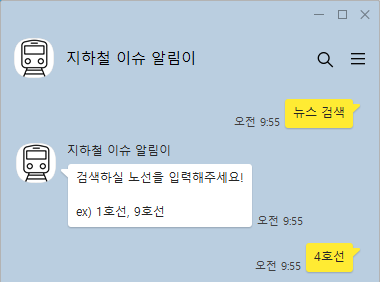 지하철 이슈 알림이
뉴스 검색
오전 9:55
지하철 이슈 알림이
검색하실 노선을 입력해주세요!
ex) 1호선, 9호선
오전 9:55
4호선
오전 9:55